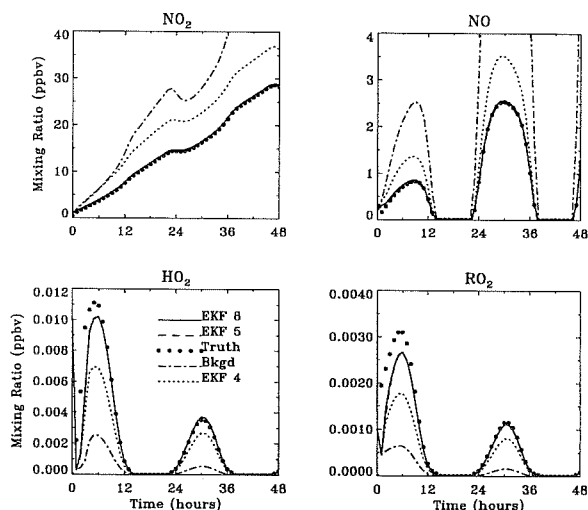 NO₂
NO
Mixing Ratio (ppbv)
40
30
20
10
0
0 12 24 36 48
Time (hours)
4
3
2
1
0
0 12 24 36 48
Time (hours)
HO₂
RO₂
Mixing Ratio (ppbv)
0.012
0.010
0.008
0.006
0.004
0.002
0.000
EKF 8
EKF 5
Truth
Bkgd
EKF 4
0 12 24 36 48
Time (hours)
0.0040
0.0030
0.0020
0.0010
0.0000
0 12 24 36 48
Time (hours)